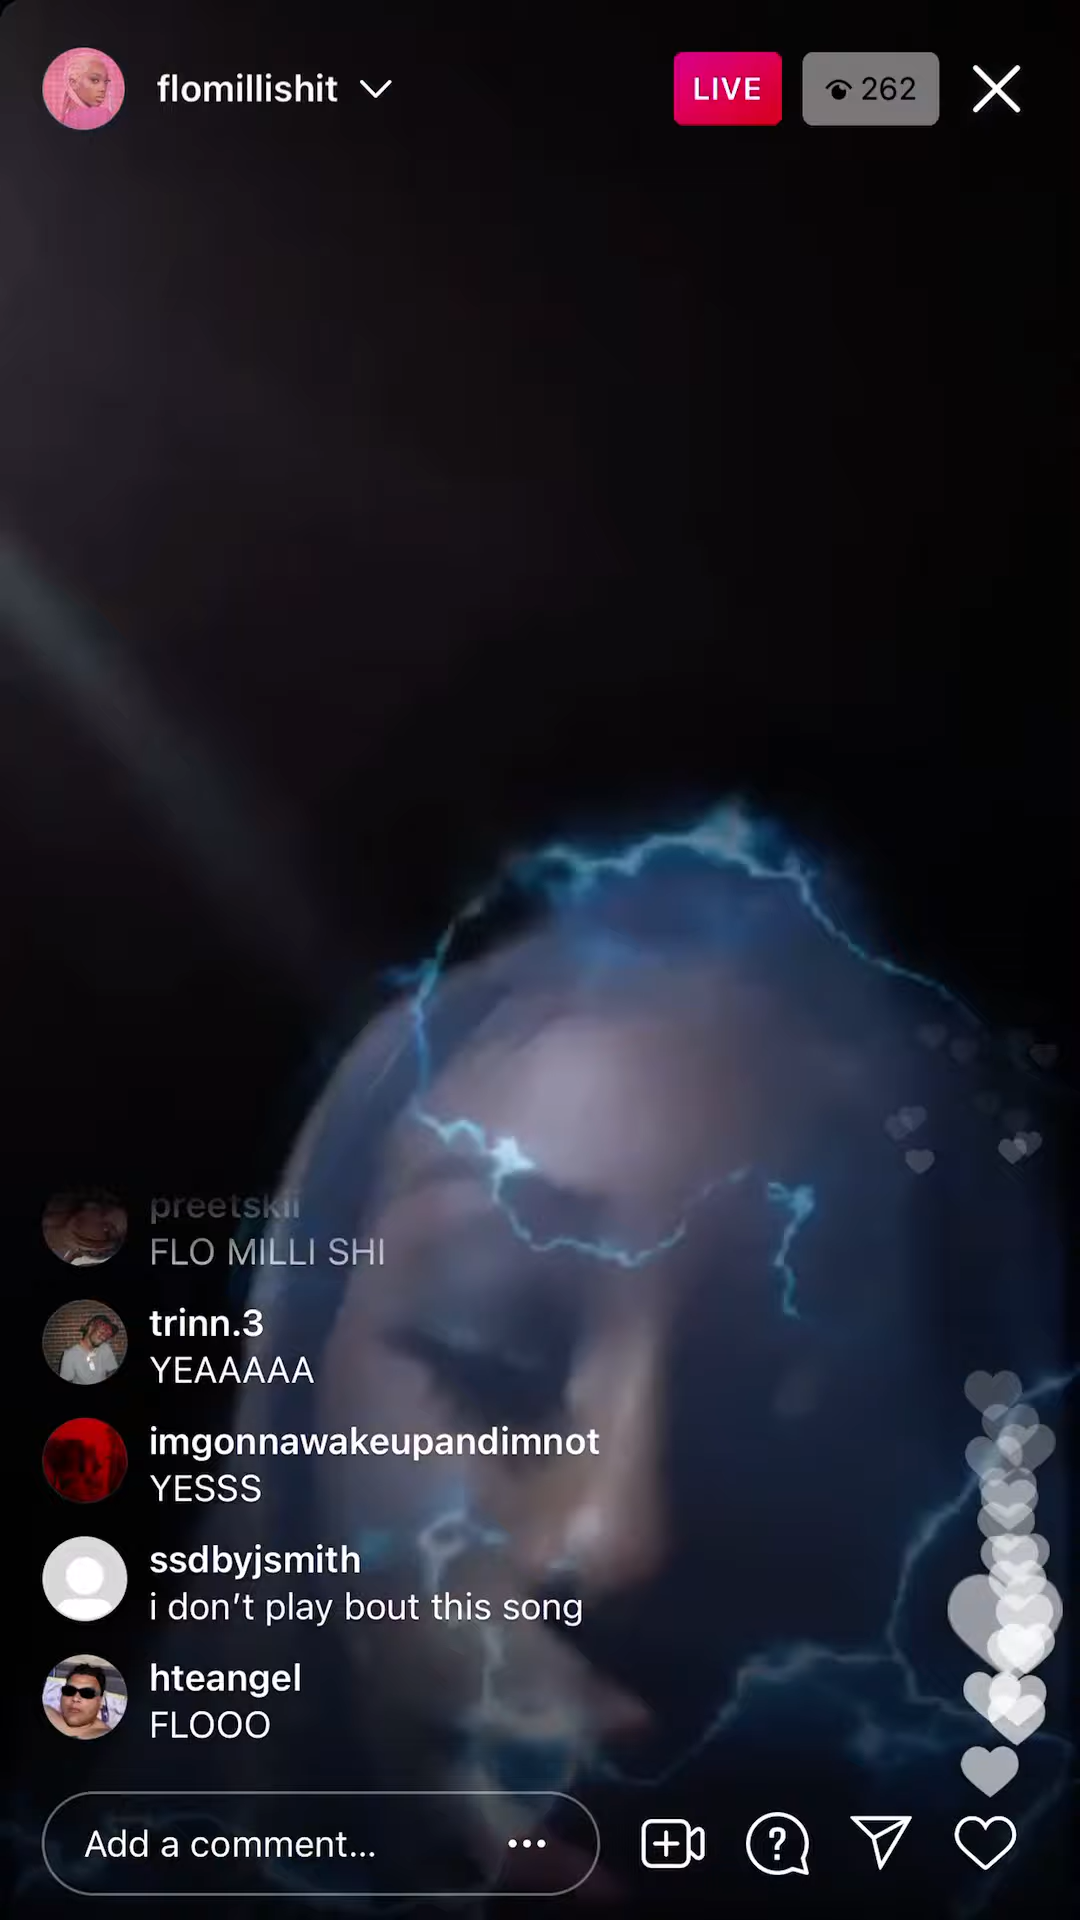 flomillishit
LIVE
262
preetskii
FLO MILLI SHI
trinn.3
YEAAAAA
imgonnawakeupandimnot
YESSS
ssdbyjsmith
i don’t play bout this song
hteangel
FLOOO
Add a comment...